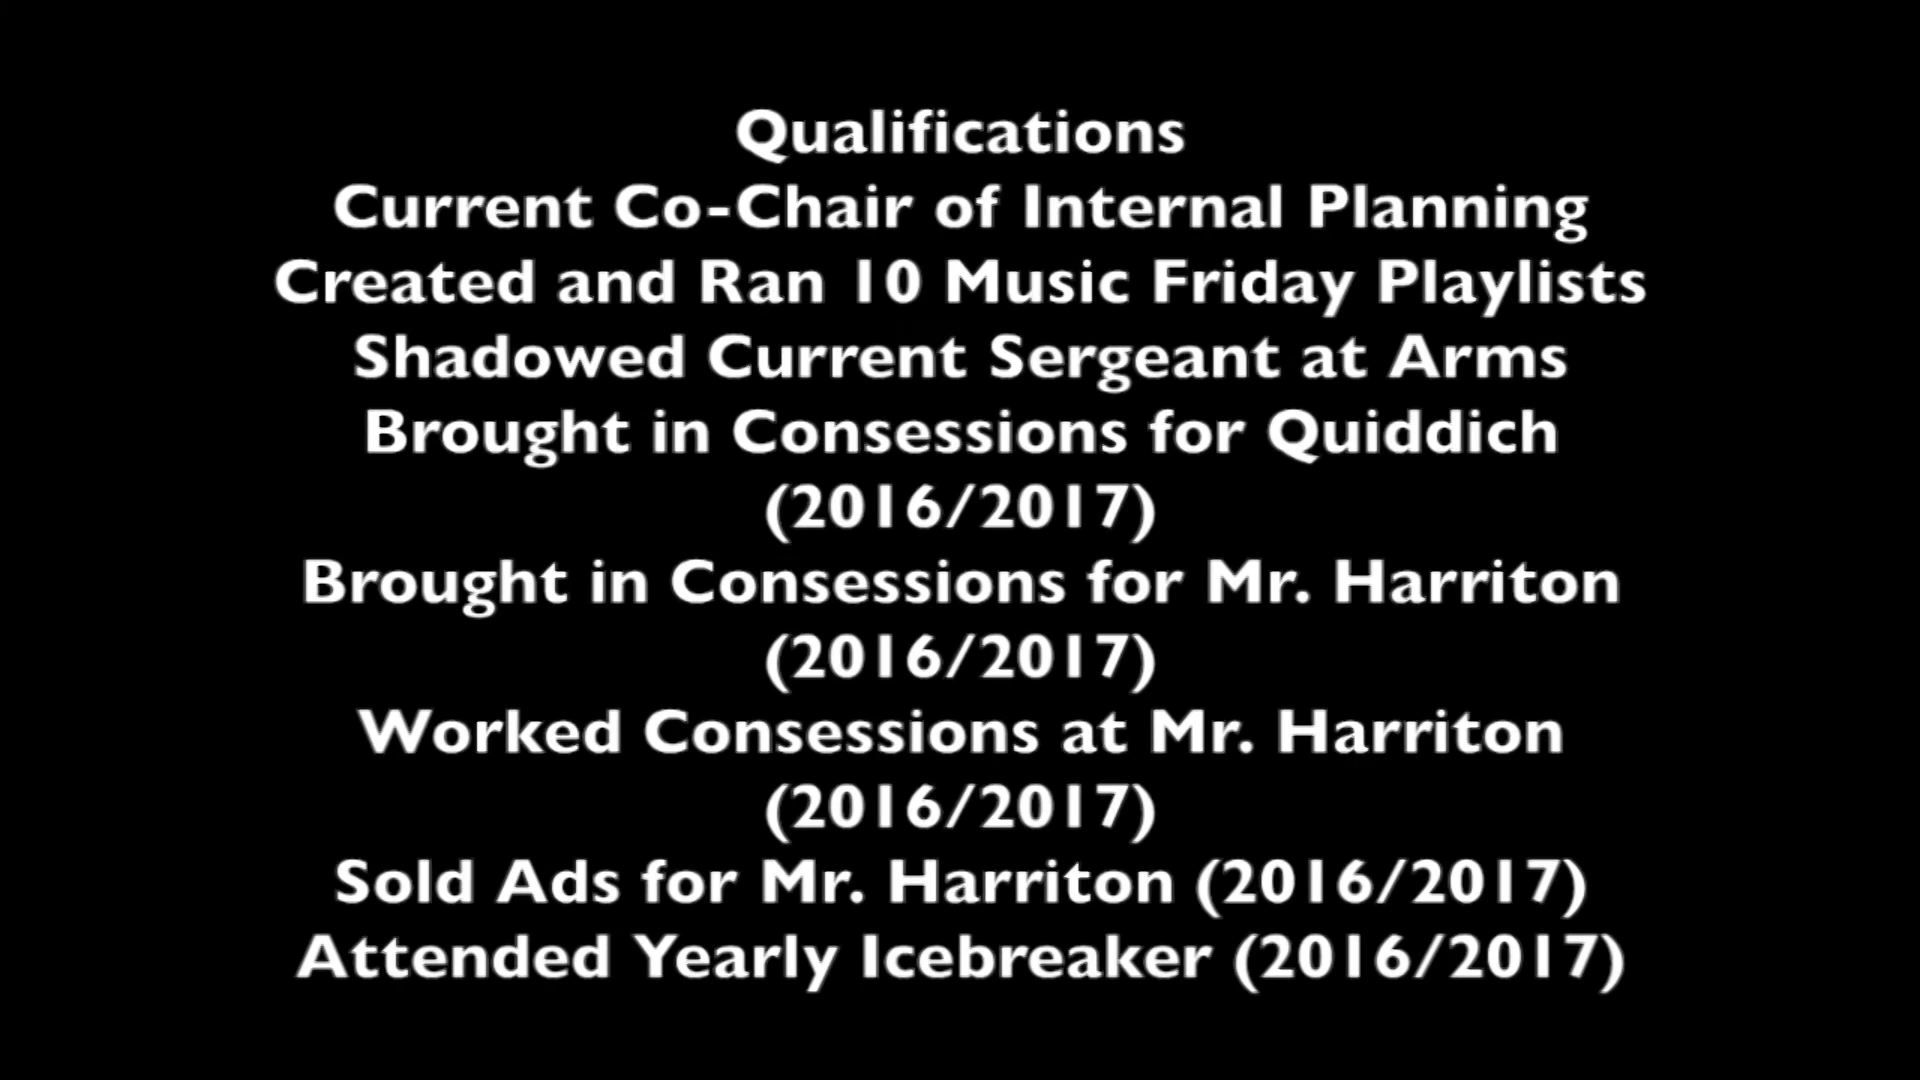 Qualifications
Current Co-Chair of Internal Planning
Created and Ran 10 Music Friday Playlists
Shadowed Current Sergeant at Arms
Brought in Consessions for Quiddich
(2016/2017)
Brought in Consessions for Mr. Harriton
(2016/2017)
Worked Consessions at Mr. Harriton
(2016/2017)
Sold Ads for Mr. Harriton (2016/2017)
Attended Yearly Icebreaker (2016/2017)